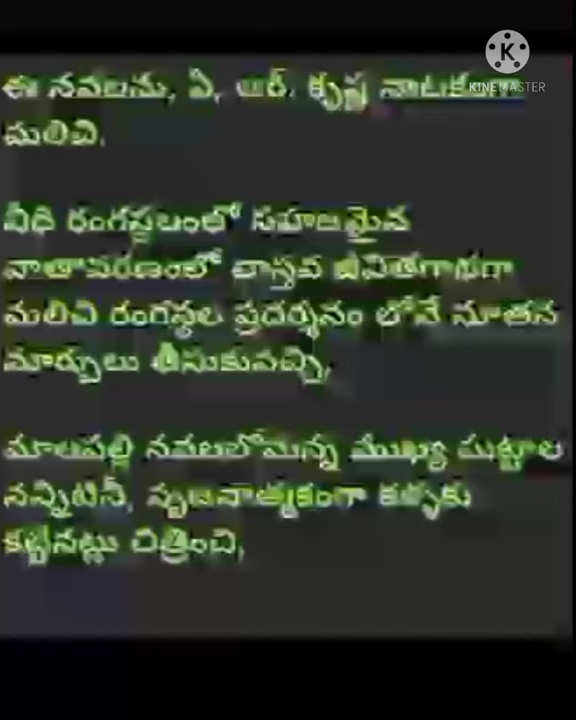 KINEMASTER
ఈ నవలను, ఏ, ఆర్. కృష్ణ నాటకంగా
మలిచి.
వీధి రంగస్థలంలో సహజమైన
వాతావరణంలో వాస్తవ జీవితగాథగా
మలిచి రంగస్థల ప్రదర్శనం లోనే నూతన
మార్పులు తీసుకువచ్చి,
మాలపల్లి నవలలోనున్న ముఖ్య ఘట్టాల
నన్నిటినీ, సృజనాత్మకంగా కళ్ళకు
కట్టినట్లు చిత్రించి,